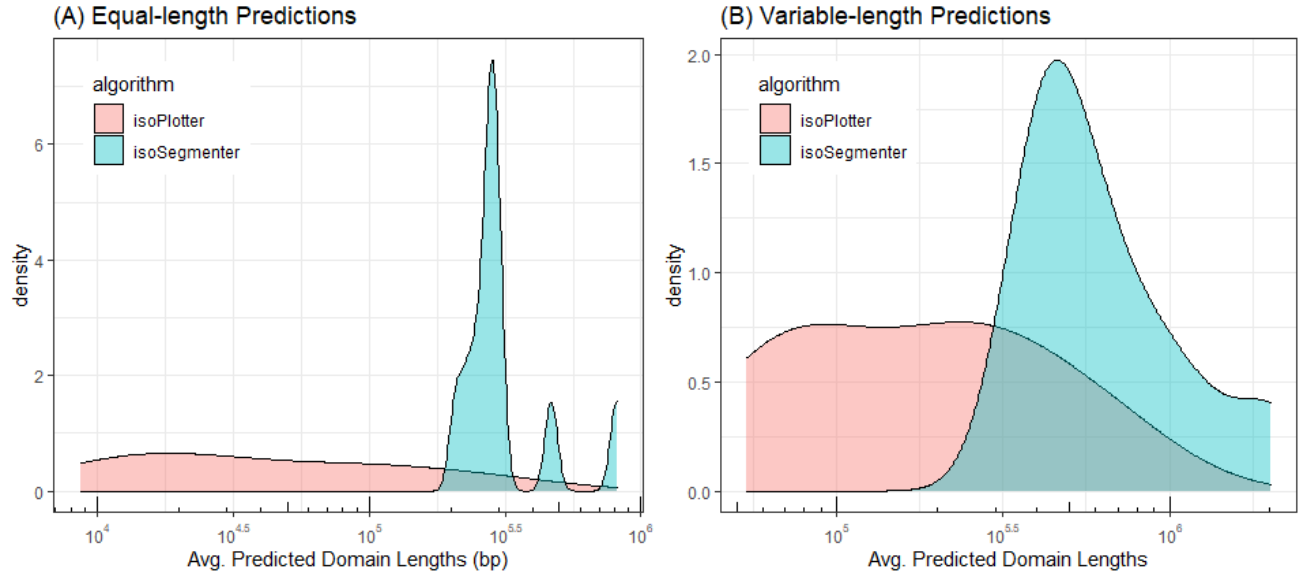 (A) Equal-length Predictions
algorithm
isoPlotter
isoSegmenter
density
6
4
2
0
10^4
10^4.5
10^5
10^5.5
10^6
Avg. Predicted Domain Lengths (bp)
(B) Variable-length Predictions
algorithm
isoPlotter
isoSegmenter
density
2.0
1.5
1.0
0.5
0.0
10^5
10^5.5
10^6
Avg. Predicted Domain Lengths